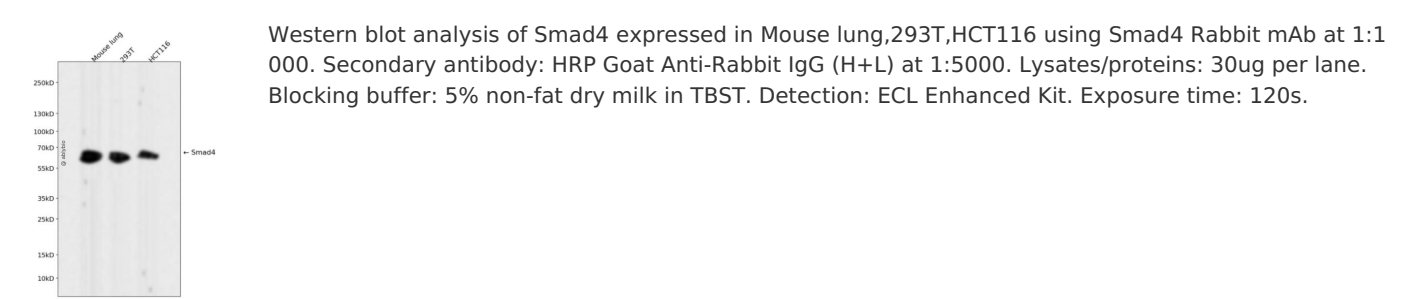 Mouse lung
293T
HCT116
250kD
130kD
100kD
70kD
55kD
35kD
25kD
15kD
10kD
← Smad4
Western blot analysis of Smad4 expressed in Mouse lung,293T,HCT116 using Smad4 Rabbit mAb at 1:1
000. Secondary antibody: HRP Goat Anti-Rabbit IgG (H+L) at 1:5000. Lysates/proteins: 30ug per lane.
Blocking buffer: 5% non-fat dry milk in TBST. Detection: ECL Enhanced Kit. Exposure time: 120s.